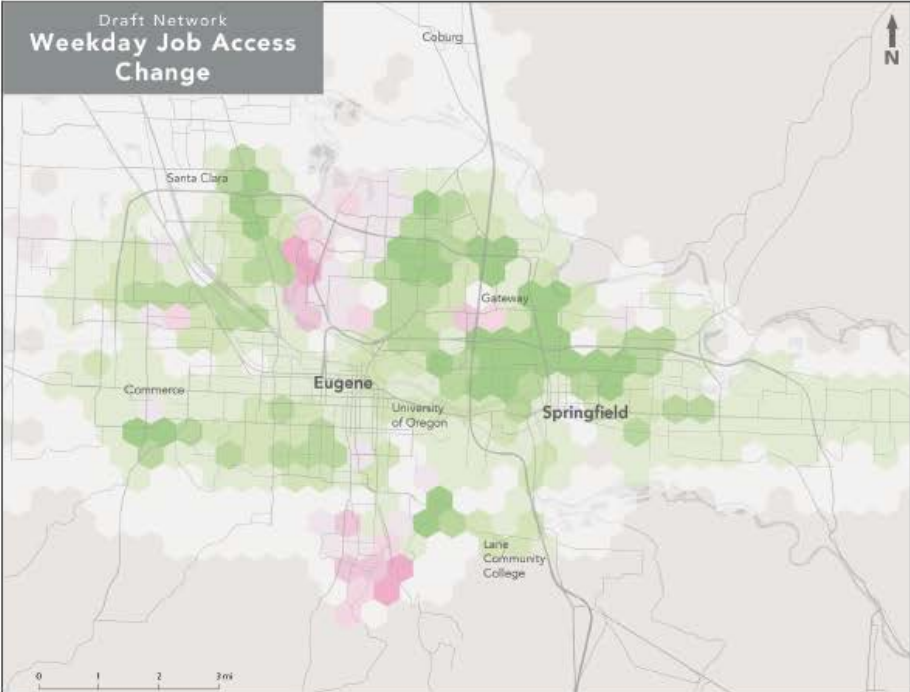 Draft Network
Weekday Job Access
Change
Coburg
N
Santa Clara
Gateway
Eugene
Commerce
University
of Oregon
Springfield
Lane
Community
College
0 1 2 3 mi